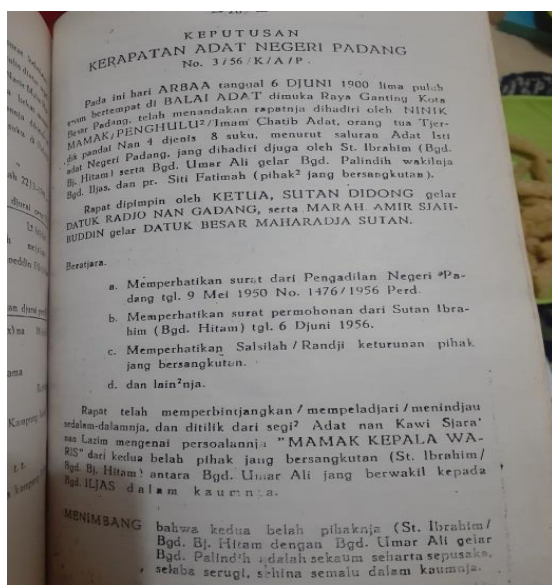 KEPUTUSAN
KERAPATAN ADAT NEGERI PADANG
No. 3/56/K/A/P.
Pada ini hari ARBAA tanggal 6 DJUNI 1900 lima puluh
enam bertempat di BALAI ADAT dimuka Raya Ganting Kota
Besar Padang, telah menandakan rapatnja dihadiri oleh NINIK
MAMAK/PENGHULU²/Imam Chatib Adat, orang tua Tjer-
dik pandai Nan 4 djenis 8 suku, menurut saluran Adat Isti
adat Negeri Padang, jang dihadiri djuga oleh St. Ibrahim (Bgd.
Bj. Hitam) serta Bgd. Umar Ali gelar Bgd. Palindih wakilnja
Bgd. Iljas, dan pr. Siti Fatimah (pihak² jang bersangkutan).
Rapat dipimpin oleh KETUA, SUTAN DIDONG gelar
DATUK RADJO NAN GADANG, serta MARAH AMIR SJAH-
BUDDIN gelar DATUK BESAR MAHARADJA SUTAN.
Beratjara.
a. Memperhatikan surat dari Pengadilan Negeri Pa-
dang tgl. 9 Mei 1950 No. 1476/1956 Perd.
b. Memperhatikan surat permohonan dari Sutan Ibra-
him (Bgd. Hitam) tgl. 6 Djuni 1956.
c. Memperhatikan Salsilah / Randji keturunan pihak
jang bersangkutan.
d. dan lain²nja.
Rapat telah memperbintjangkan / mempeladjari / menindjau
sedalam-dalamnja, dan ditilik dari segi² Adat nan Kawi Sjara'
nan Lazim mengenai persoalannja "MAMAK KEPALA WA-
RIS" dari kedua belah pihak jang bersangkutan (St. Ibrahim/
Bgd. Bj. Hitam) antara Bgd. Umar Ali jang berwakil kepada
Bgd. ILJAS dalam kaumnja.
MENIMBANG bahwa kedua belah pihaknja (St. Ibrahim/
Bgd. Bj. Hitam dengan Bgd. Umar Ali gelar
Bgd. Palindih adalah sekaum seharta sepusaka,
selaba serugi, sehina semalu dalam kaumnja.